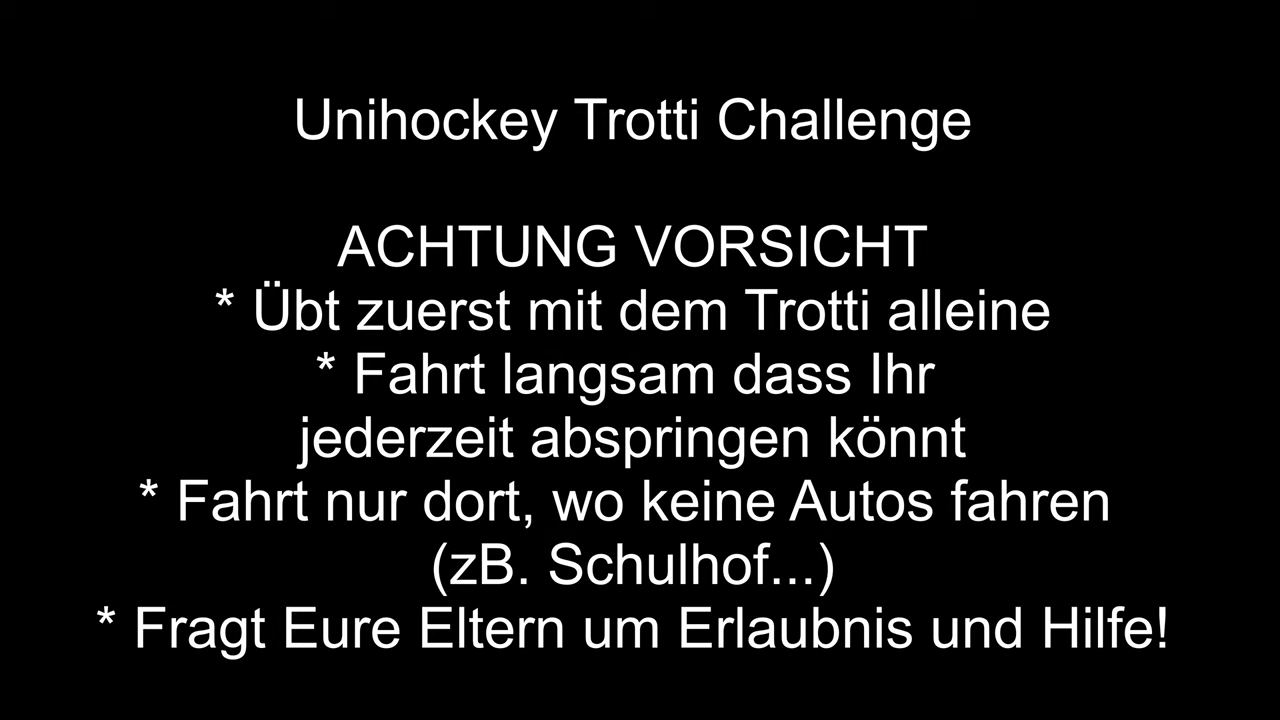 Unihockey Trotti Challenge
ACHTUNG VORSICHT
* Übt zuerst mit dem Trotti alleine
* Fahrt langsam dass Ihr
jederzeit abspringen könnt
* Fahrt nur dort, wo keine Autos fahren
(zB. Schulhof...)
* Fragt Eure Eltern um Erlaubnis und Hilfe!